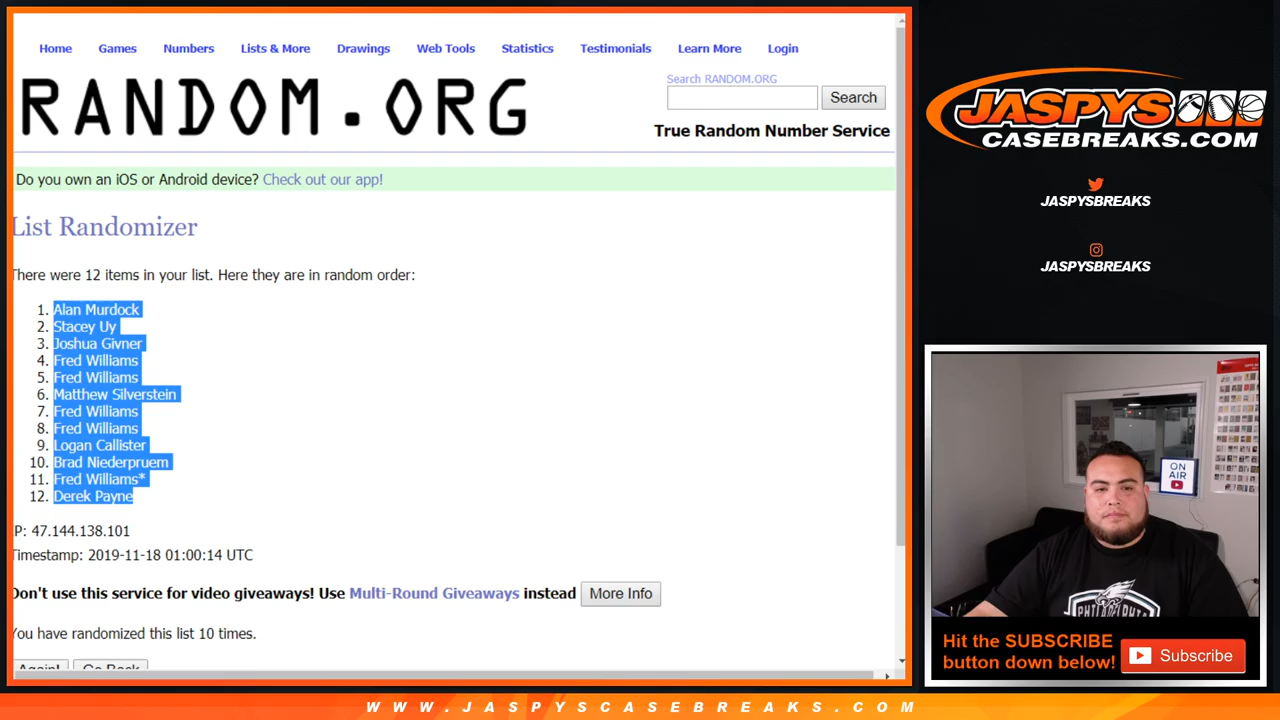 Home Games Numbers Lists & More Drawings Web Tools Statistics Testimonials Learn More Login
RANDOM.ORG
Search RANDOM.ORG
Search
True Random Number Service
Do you own an iOS or Android device? Check out our app!
List Randomizer
There were 12 items in your list. Here they are in random order:
1. Alan Murdock
2. Stacey Uy
3. Joshua Givner
4. Fred Williams
5. Fred Williams
6. Matthew Silverstein
7. Fred Williams
8. Fred Williams
9. Logan Callister
10. Brad Niederpruem
11. Fred Williams*
12. Derek Payne
IP: 47.144.138.101
Timestamp: 2019-11-18 01:00:14 UTC
Don't use this service for video giveaways! Use Multi-Round Giveaways instead More Info
You have randomized this list 10 times.
Again! Go Back
JASPYS
CASEBREAKS.COM
JASPYSBREAKS
JASPYSBREAKS
ON
AIR
PHILADELPHIA
Hit the SUBSCRIBE
button down below!
Subscribe
WWW.JASPYSCASEBREAKS.COM